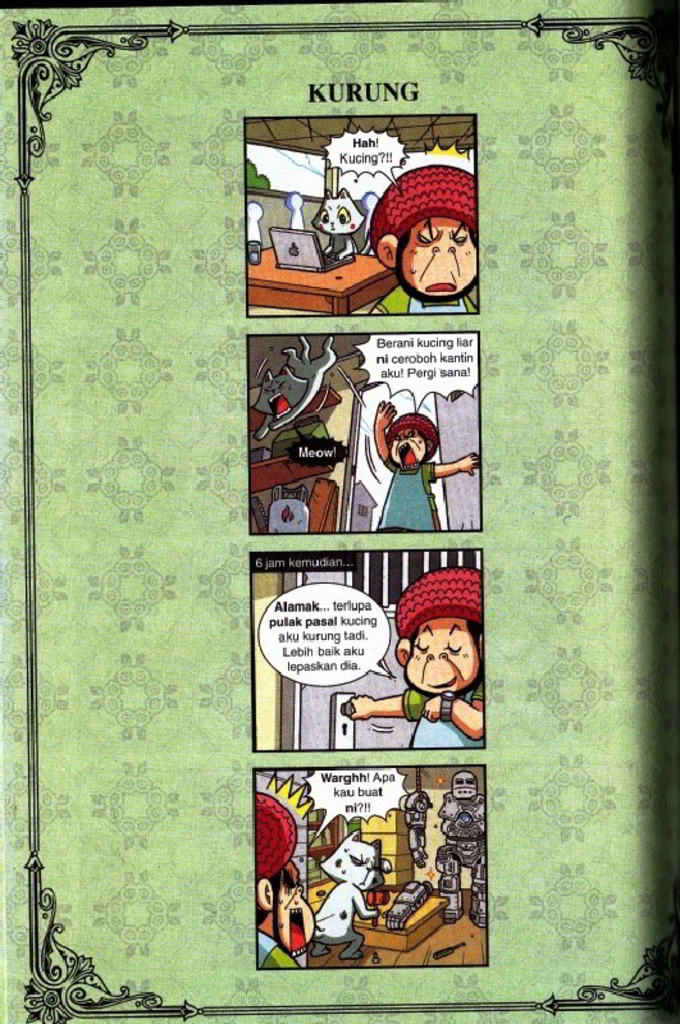 KURUNG
Hah!
Kucing?!!
Berani kucing liar
ni ceroboh kantin
aku! Pergi sana!
Meow!
6 jam kemudian...
Alamak... terlupa
pulak pasal kucing
aku kurung tadi.
Lebih baik aku
lepaskan dia.
Warghh! Apa
kau buat
ni?!!